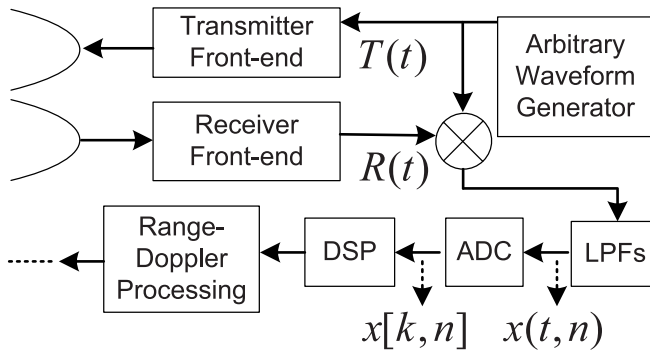 Transmitter
Front-end
T(t)
Arbitrary
Waveform
Generator
Receiver
Front-end
R(t)
Range-
Doppler
Processing
DSP
ADC
LPFs
x[k,n]
x(t,n)